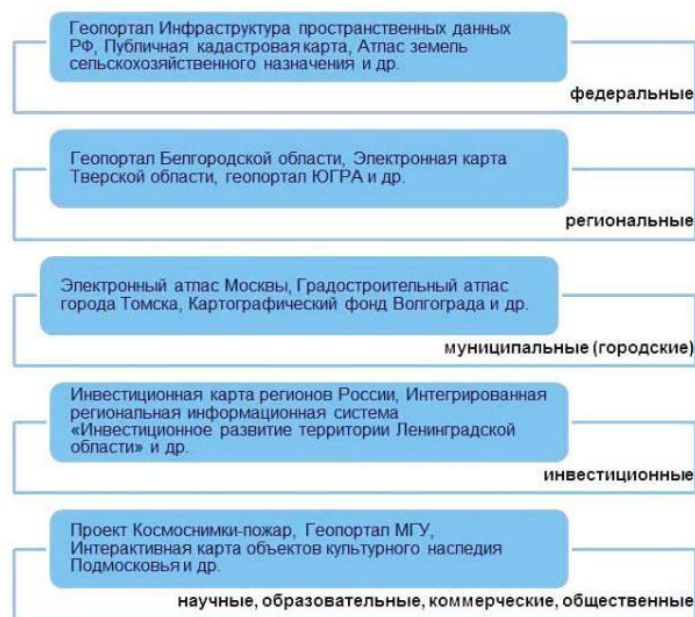 Геопортал Инфраструктура пространственных данных
РФ, Публичная кадастровая карта, Атлас земель
сельскохозяйственного назначения и др.
федеральные
Геопортал Белгородской области, Электронная карта
Тверской области, геопортал ЮГРА и др.
региональные
Электронный атлас Москвы, Градостроительный атлас
города Томска, Картографический фонд Волгограда и др.
муниципальные (городские)
Инвестиционная карта регионов России, Интегрированная
региональная информационная система
«Инвестиционное развитие территории Ленинградской
области» и др.
инвестиционные
Проект Космоснимки-пожар, Геопортал МГУ,
Интерактивная карта объектов культурного наспедия
Подмосковья и др.
научные, образовательные, коммерческие, общественные